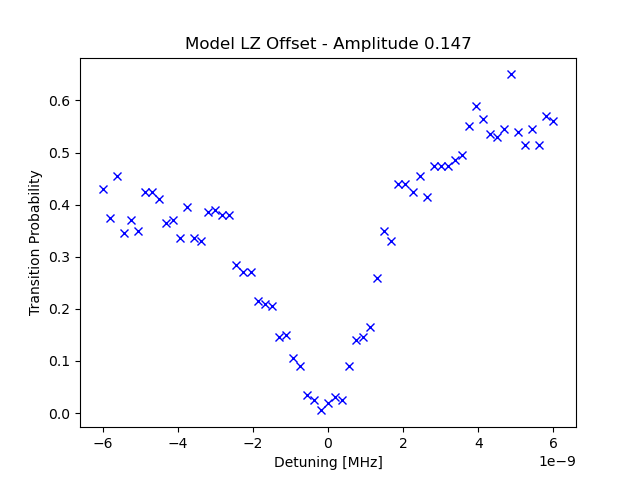 Model LZ Offset - Amplitude 0.147
Transition Probability
0.6
0.5
0.4
0.3
0.2
0.1
0.0
−6 −4 −2 0 2 4 6
Detuning [MHz]
1e−9